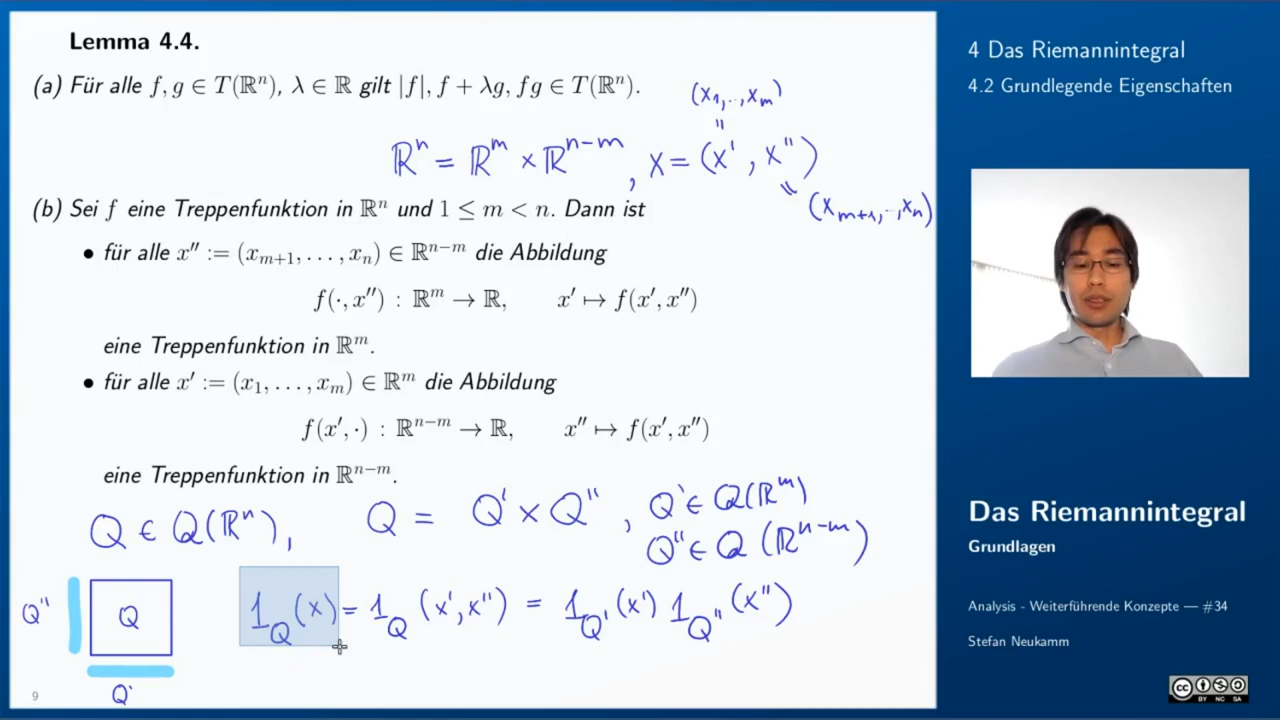 Lemma 4.4.
(a) Für alle f, g ∈ T(ℝⁿ), λ ∈ ℝ gilt |f|, f + λg, fg ∈ T(ℝⁿ).
(x₁,..,xₘ)
=
ℝⁿ = ℝᵐ × ℝⁿ⁻ᵐ, x = (x', x'')
=
(xₘ₊₁,..,xₙ)
(b) Sei f eine Treppenfunktion in ℝⁿ und 1 ≤ m < n. Dann ist
• für alle x'' := (xₘ₊₁, . . . , xₙ) ∈ ℝⁿ⁻ᵐ die Abbildung
f(·, x'') : ℝᵐ → ℝ, x' ↦ f(x', x'')
eine Treppenfunktion in ℝᵐ.
• für alle x' := (x₁, . . . , xₘ) ∈ ℝᵐ die Abbildung
f(x', ·) : ℝⁿ⁻ᵐ → ℝ, x'' ↦ f(x', x'')
eine Treppenfunktion in ℝⁿ⁻ᵐ.
Q ∈ Q(ℝⁿ), Q = Q' × Q'', Q' ∈ Q(ℝᵐ)
Q'' ∈ Q(ℝⁿ⁻ᵐ)
Q'' Q
1_Q(x) = 1_Q(x', x'') = 1_Q'(x') 1_Q''(x'')
Q'
9
4 Das Riemannintegral
4.2 Grundlegende Eigenschaften
Das Riemannintegral
Grundlagen
Analysis - Weiterführende Konzepte — #34
Stefan Neukamm
cc BY NC SA